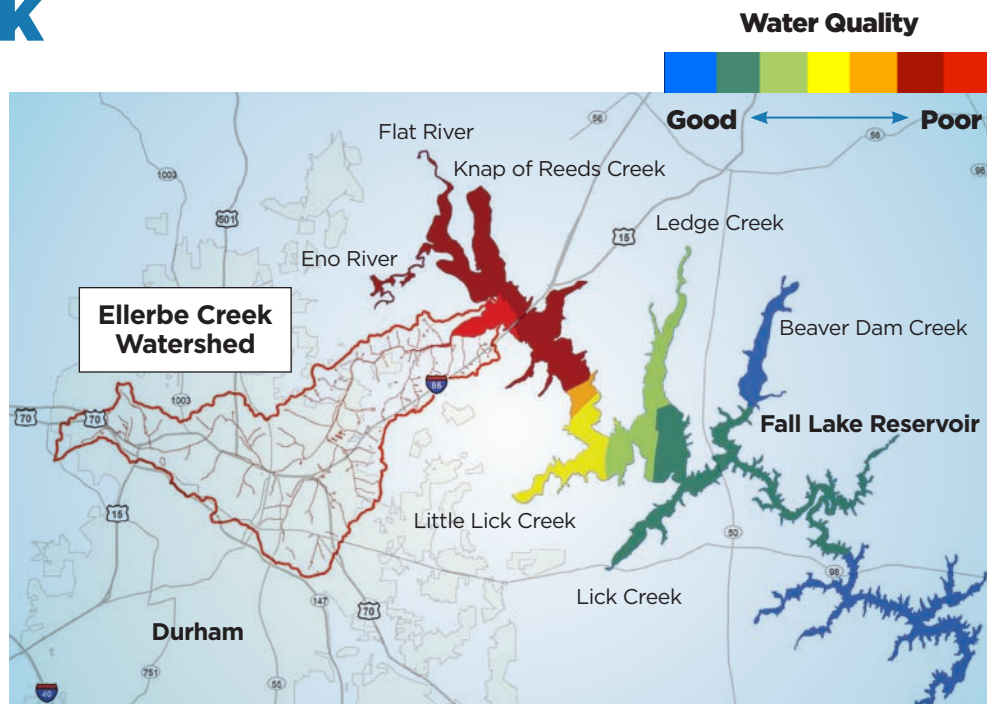 K
Water Quality
Good
Poor
Flat River
Knap of Reeds Creek
Ledge Creek
Eno River
Ellerbe Creek
Watershed
Beaver Dam Creek
Fall Lake Reservoir
Little Lick Creek
Lick Creek
Durham
56
56
96
1003
501
15
85
1003
70
70
15
50
98
147
70
751
55
40